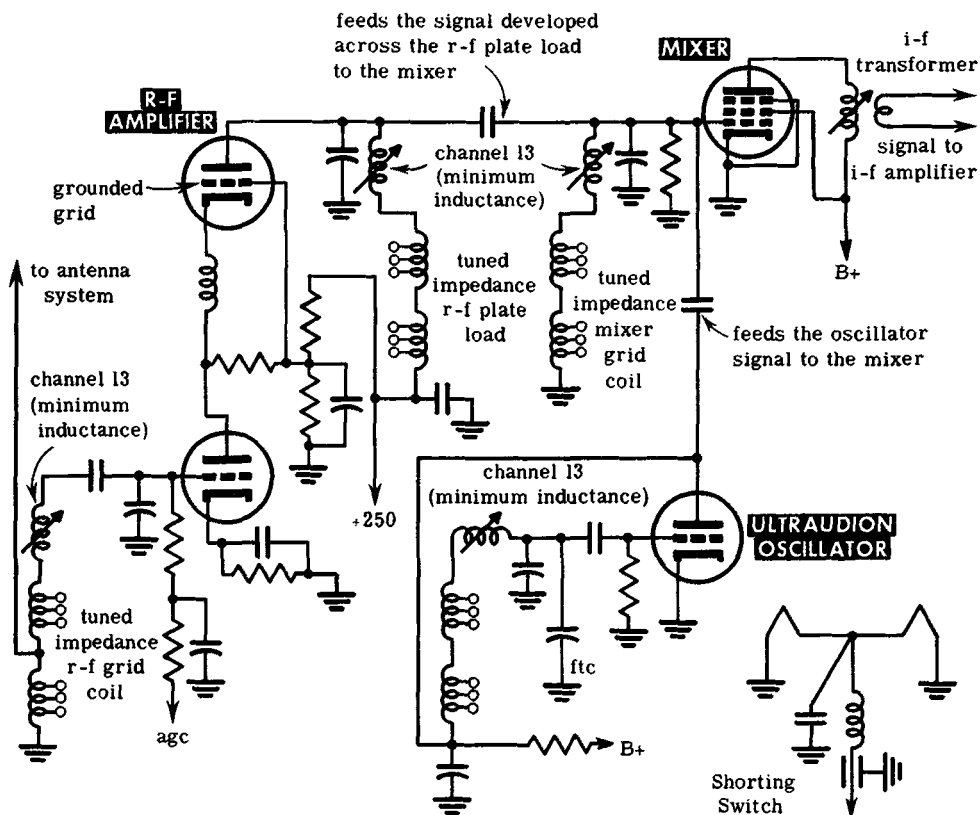 feeds the signal developed
across the r-f plate load
to the mixer
MIXER
i-f
transformer
R-F
AMPLIFIER
signal to
i-f amplifier
channel 13
(minimum
inductance)
grounded
grid
B+
to antenna
system
tuned
impedance
r-f plate
load
tuned
impedance
mixer
grid
coil
feeds the oscillator
signal to the mixer
channel 13
(minimum
inductance)
channel 13
(minimum inductance)
+250
ULTRAUDION
OSCILLATOR
tuned
impedance
r-f grid
coil
ftc
agc
B+
Shorting
Switch